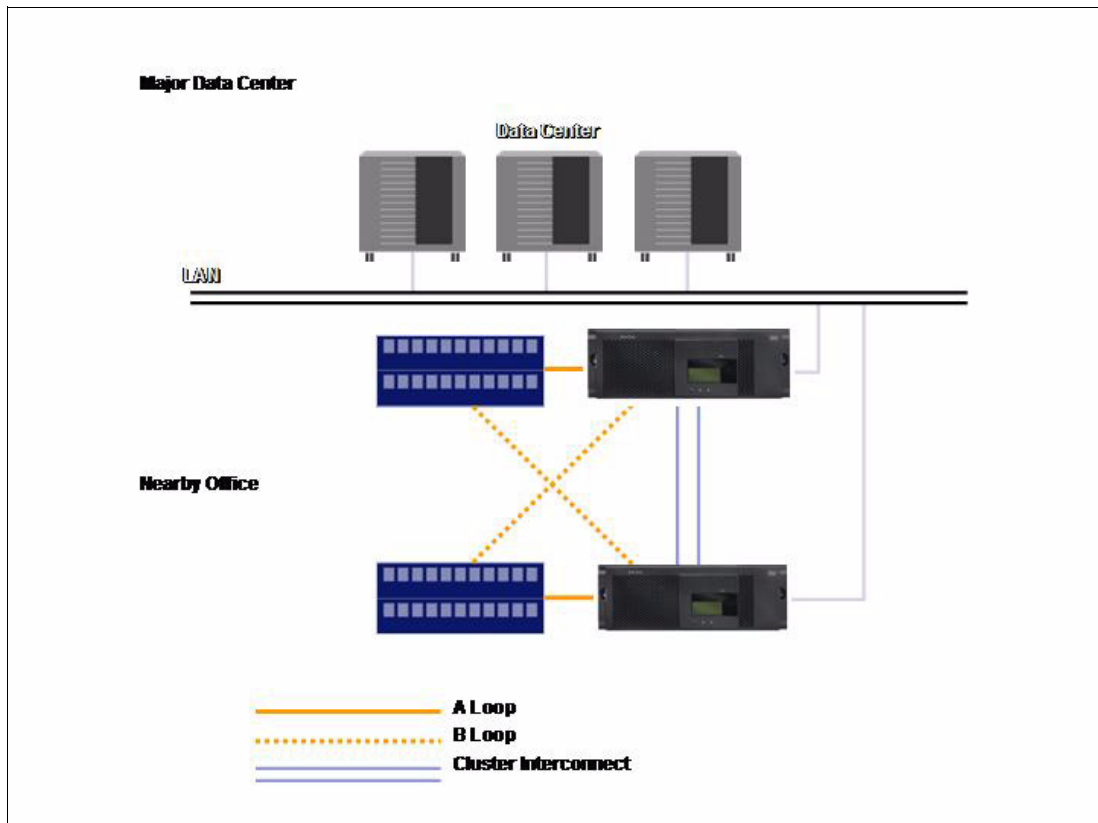 Major Data Center
Data Center
LAN
Nearby Office
A Loop
B Loop
Cluster Interconnect